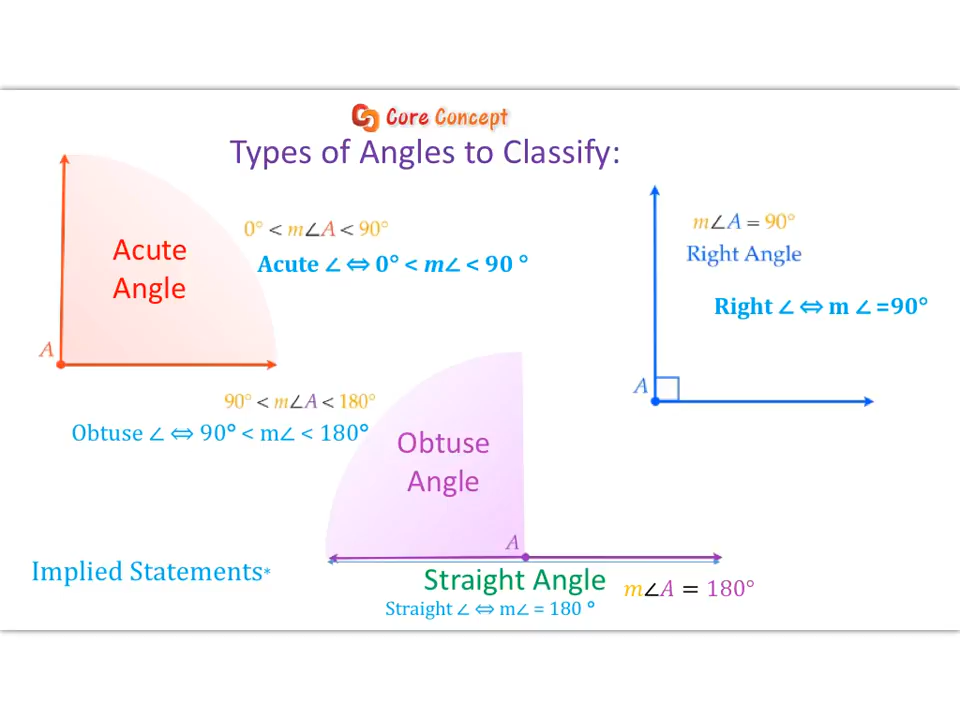 Core Concept
Types of Angles to Classify:
Acute
Angle
A
0° < m∠A < 90°
Acute ∠ ⇔ 0° < m∠ < 90 °
m∠A = 90°
Right Angle
Right ∠ ⇔ m ∠ =90°
A
90° < m∠A < 180°
Obtuse ∠ ⇔ 90° < m∠ < 180°
Obtuse
Angle
A
Implied Statements*
Straight Angle
m∠A = 180°
Straight ∠ ⇔ m∠ = 180 °